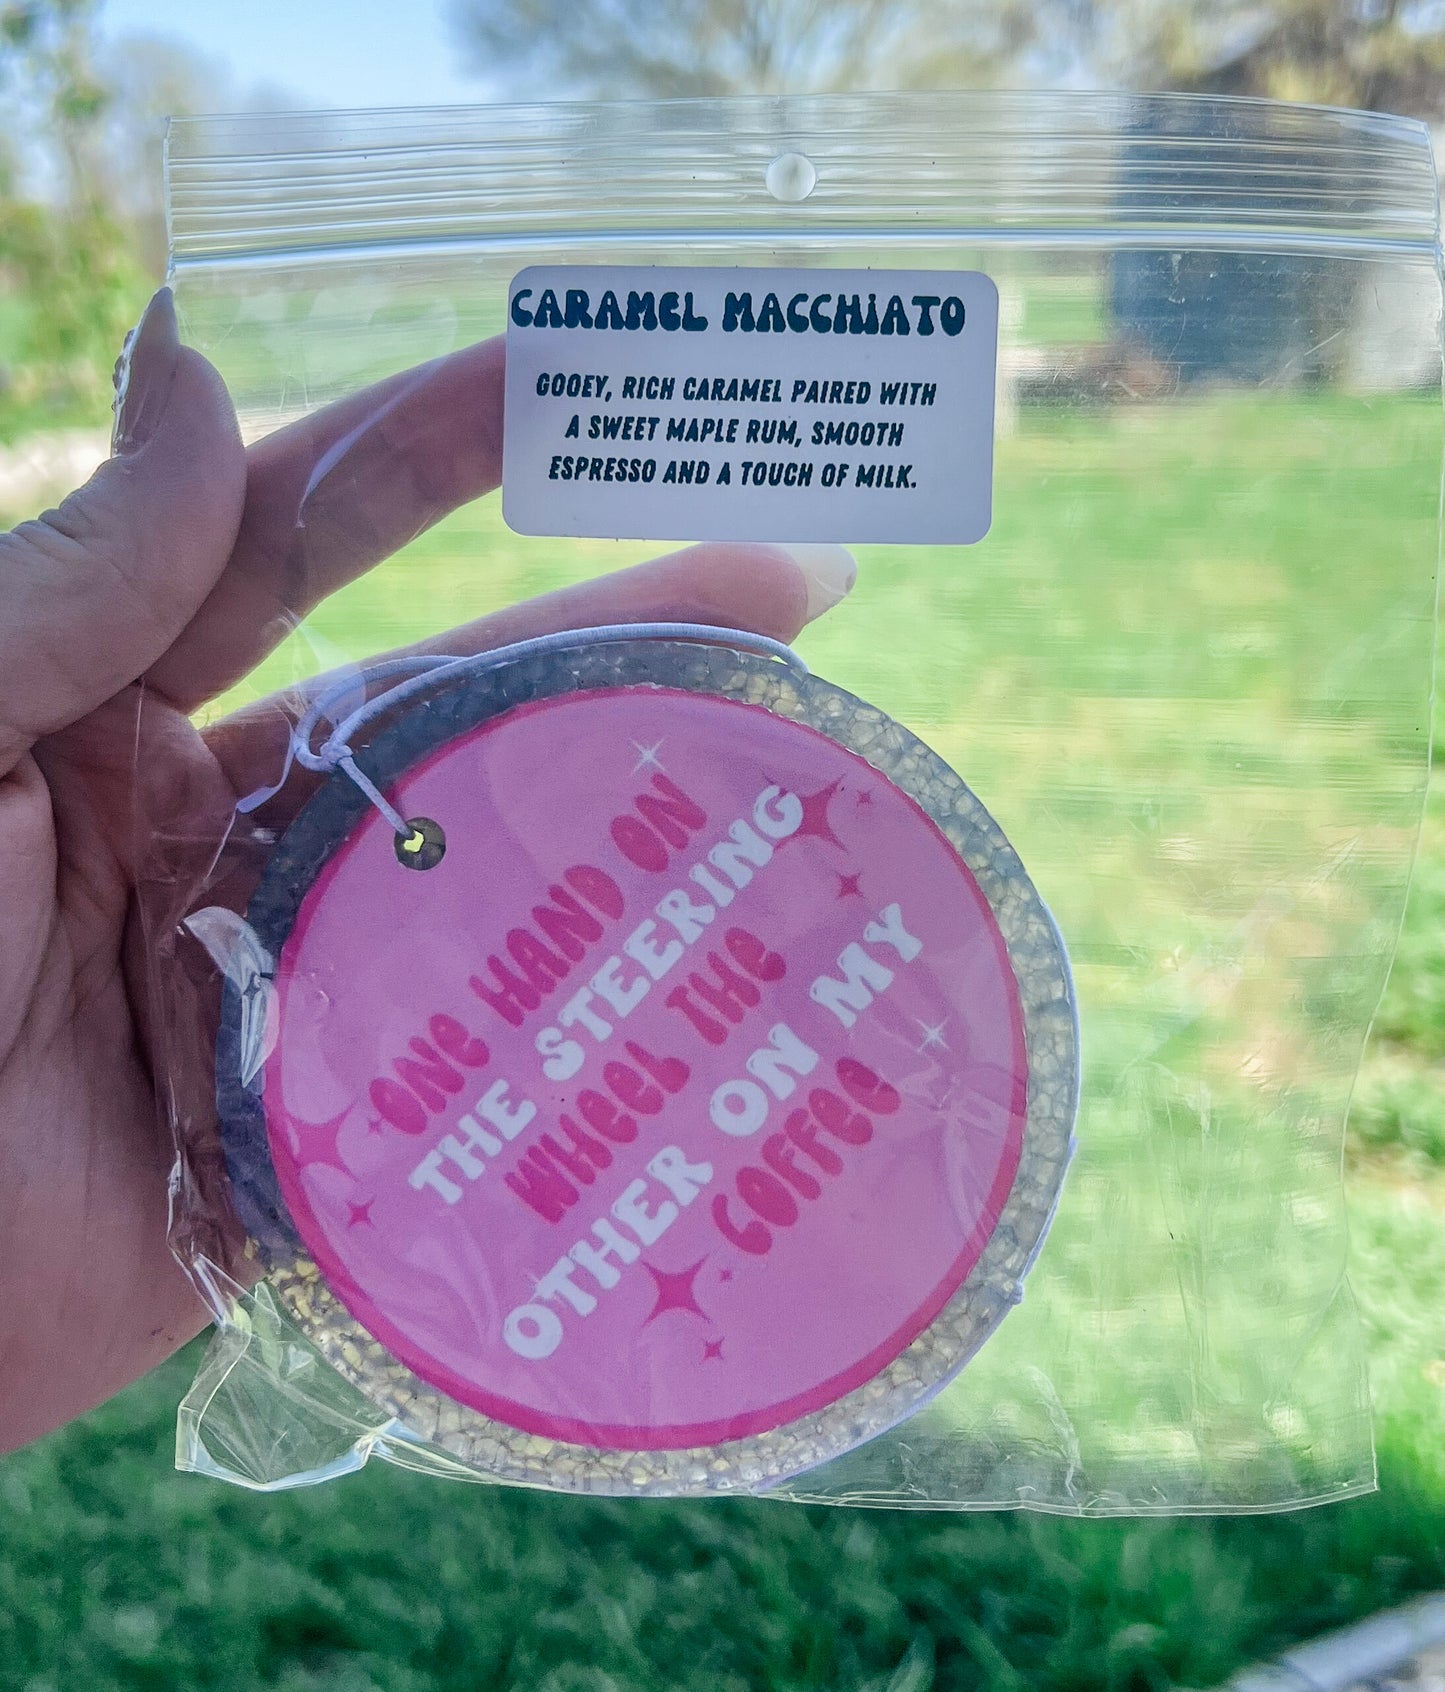 CARAMEL MACCHIATO
GOOEY, RICH CARAMEL PAIRED WITH
A SWEET MAPLE RUM, SMOOTH
ESPRESSO AND A TOUCH OF MILK.
ONE HAND ON
THE STEERING
WHEEL THE
OTHER ON MY
COFFEE